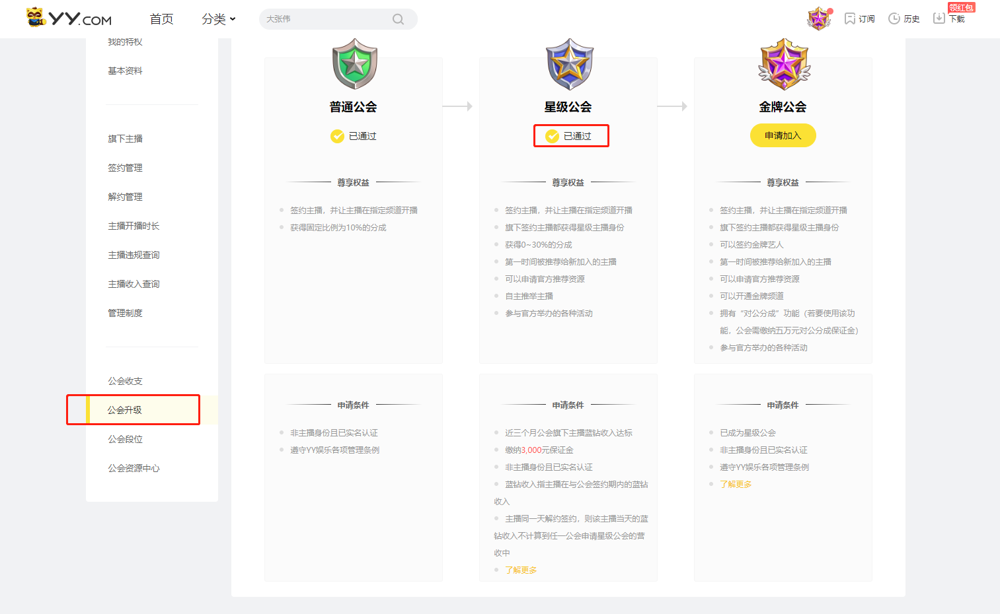 YY.COM
首页
分类
大张伟
订阅
历史
领红包
下载
我的特权
基本资料
旗下主播
签约管理
解约管理
主播开播时长
主播违规查询
主播收入查询
管理制度
公会收支
公会升级
公会段位
公会资源中心
普通公会
已通过
尊享权益
签约主播，并让主播在指定频道开播
获得固定比例为10%的分成
申请条件
非主播身份且已实名认证
遵守YY娱乐各项管理条例
星级公会
已通过
尊享权益
签约主播，并让主播在指定频道开播
旗下签约主播都获得星级主播身份
获得0~30%的分成
第一时间被推荐给新加入的主播
可以申请官方推荐资源
自主推举主播
参与官方举办的各种活动
申请条件
近三个月公会旗下主播蓝钻收入达标
缴纳3,000元保证金
非主播身份且已实名认证
蓝钻收入指主播在与公会签约期内的蓝钻
收入
主播同一天解约签约，则该主播当天的蓝
钻收入不计算到任一公会申请星级公会的营
收中
了解更多
金牌公会
申请加入
尊享权益
签约主播，并让主播在指定频道开播
旗下签约主播都获得星级主播身份
可以签约金牌艺人
第一时间被推荐给新加入的主播
可以申请官方推荐资源
可以开通金牌频道
拥有“对公分成”功能（若要使用该功
能，公会需缴纳五万元对公分成保证金）
参与官方举办的各种活动
申请条件
已成为星级公会
非主播身份且已实名认证
遵守YY娱乐各项管理条例
了解更多